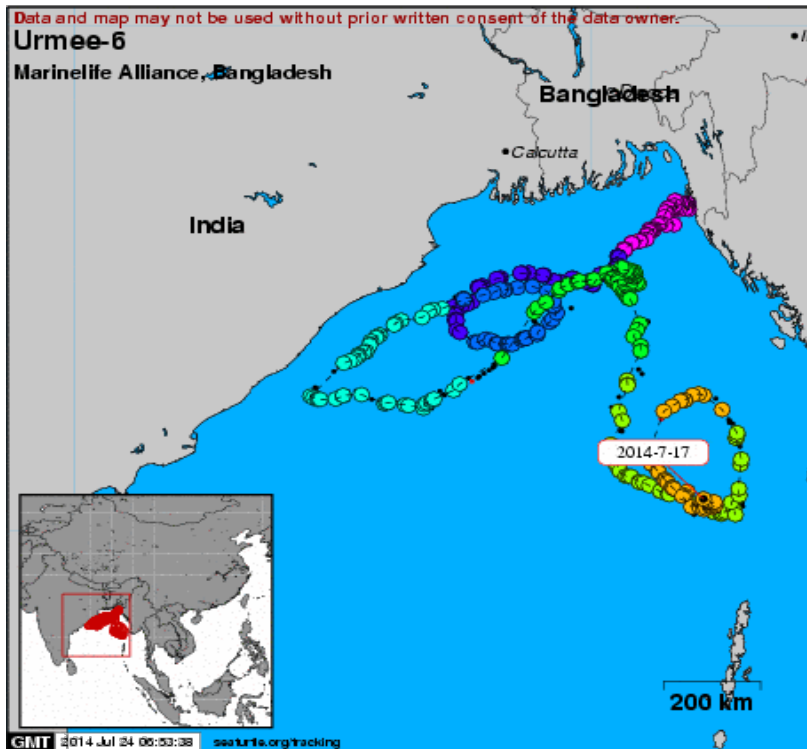 Data and map may not be used without prior written consent of the data owner.
Urmee-6
Marinelife Alliance, Bangladesh
Bangladesh
Calcutta
India
2014-7-17
200 km
GMT 2014 Jul 24 06:53:38 seaturtle.org/tracking